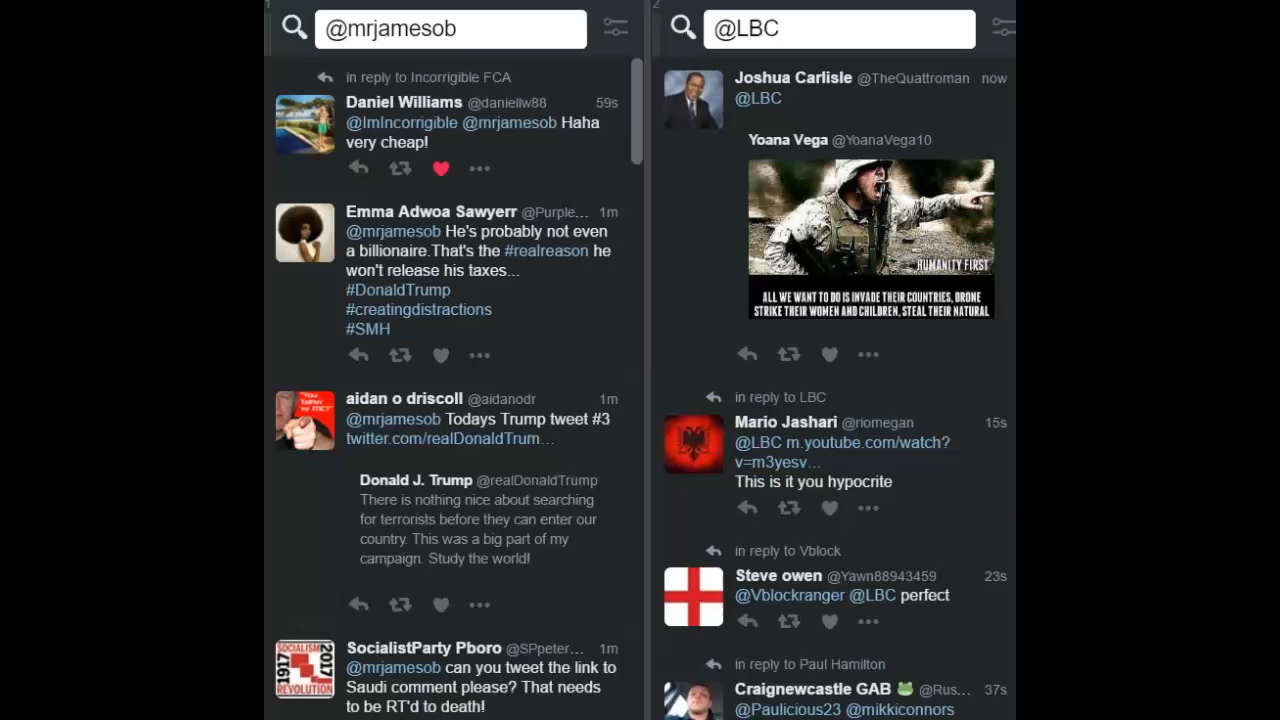 1
@mrjamesob
in reply to Incorrigible FCA
Daniel Williams @daniellw88 59s
@ImIncorrigible @mrjamesob Haha
very cheap!
Emma Adwoa Sawyerr @Purple... 1m
@mrjamesob He's probably not even
a billionaire.That's the #realreason he
won't release his taxes...
#DonaldTrump
#creatingdistractions
#SMH
aidan o driscoll @aidanodr 1m
@mrjamesob Todays Trump tweet #3
twitter.com/realDonaldTrum...
Donald J. Trump @realDonaldTrump
There is nothing nice about searching
for terrorists before they can enter our
country. This was a big part of my
campaign. Study the world!
SocialistParty Pboro @SPpeter... 1m
@mrjamesob can you tweet the link to
Saudi comment please? That needs
to be RT'd to death!
SOCIALISM
1917
2017
REVOLUTION
2
@LBC
Joshua Carlisle @TheQuattroman now
@LBC
Yoana Vega @YoanaVega10
HUMANITY FIRST
ALL WE WANT TO DO IS INVADE THEIR COUNTRIES, DRONE
STRIKE THEIR WOMEN AND CHILDREN, STEAL THEIR NATURAL
in reply to LBC
Mario Jashari @riomegan 15s
@LBC m.youtube.com/watch?
v=m3yesv...
This is it you hypocrite
in reply to Vblock
Steve owen @Yawn88943459 23s
@Vblockranger @LBC perfect
in reply to Paul Hamilton
Craignewcastle GAB 🐸 @Rus... 37s
@Paulicious23 @mikkiconnors